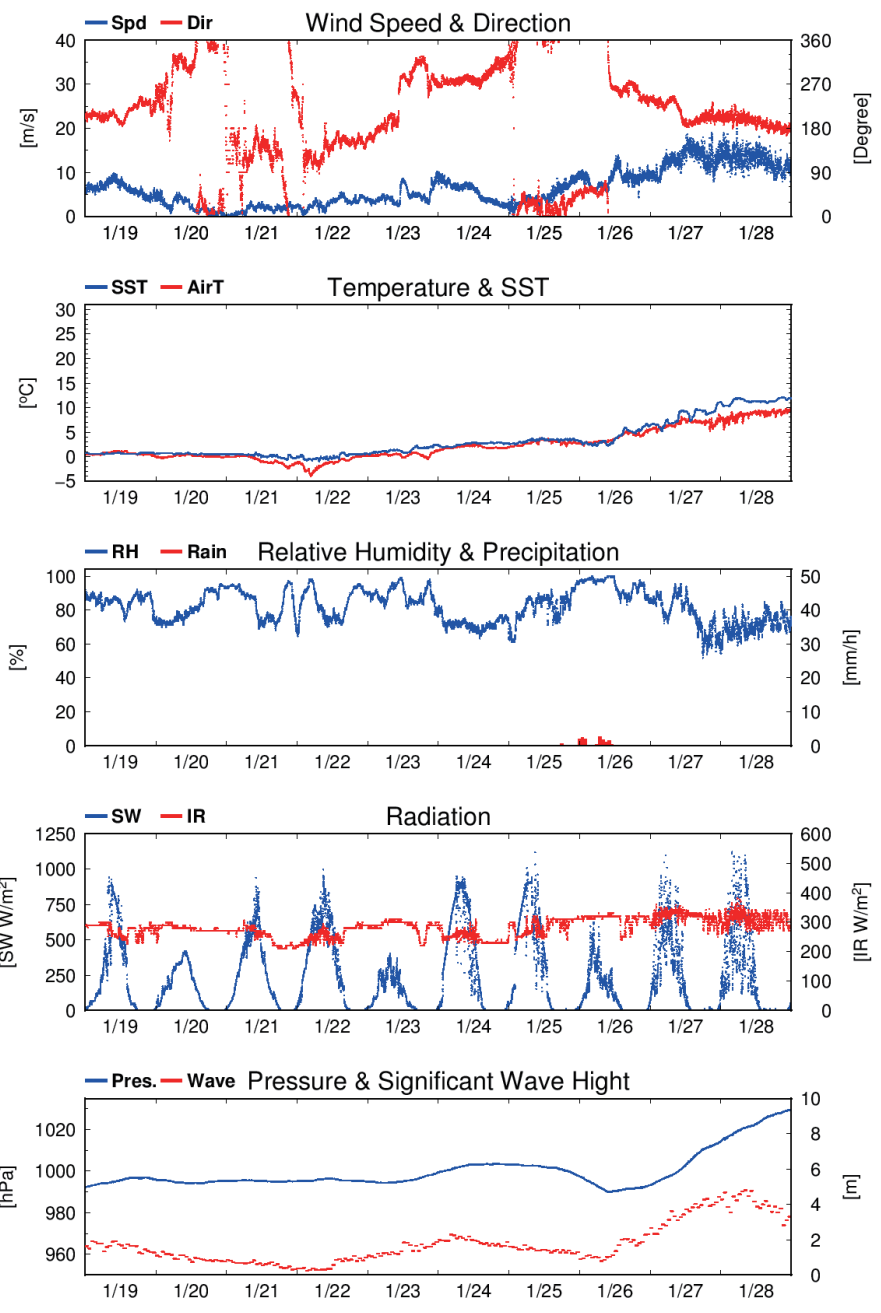 Spd Dir Wind Speed & Direction
40 360
30 270
20 180
10 90
0 0
[m/s] [Degree]
1/19 1/20 1/21 1/22 1/23 1/24 1/25 1/26 1/27 1/28
SST AirT Temperature & SST
30
25
20
15
10
5
0
−5
[ºC]
1/19 1/20 1/21 1/22 1/23 1/24 1/25 1/26 1/27 1/28
RH Rain Relative Humidity & Precipitation
100 50
80 40
60 30
40 20
20 10
0 0
[%] [mm/h]
1/19 1/20 1/21 1/22 1/23 1/24 1/25 1/26 1/27 1/28
SW IR Radiation
1250 600
1000 500
750 400
500 300
250 200
0 100
0
[SW W/m²] [IR W/m²]
1/19 1/20 1/21 1/22 1/23 1/24 1/25 1/26 1/27 1/28
Pres. Wave Pressure & Significant Wave Hight
1020 10
1000 8
980 6
960 4
2
0
[hPa] [m]
1/19 1/20 1/21 1/22 1/23 1/24 1/25 1/26 1/27 1/28